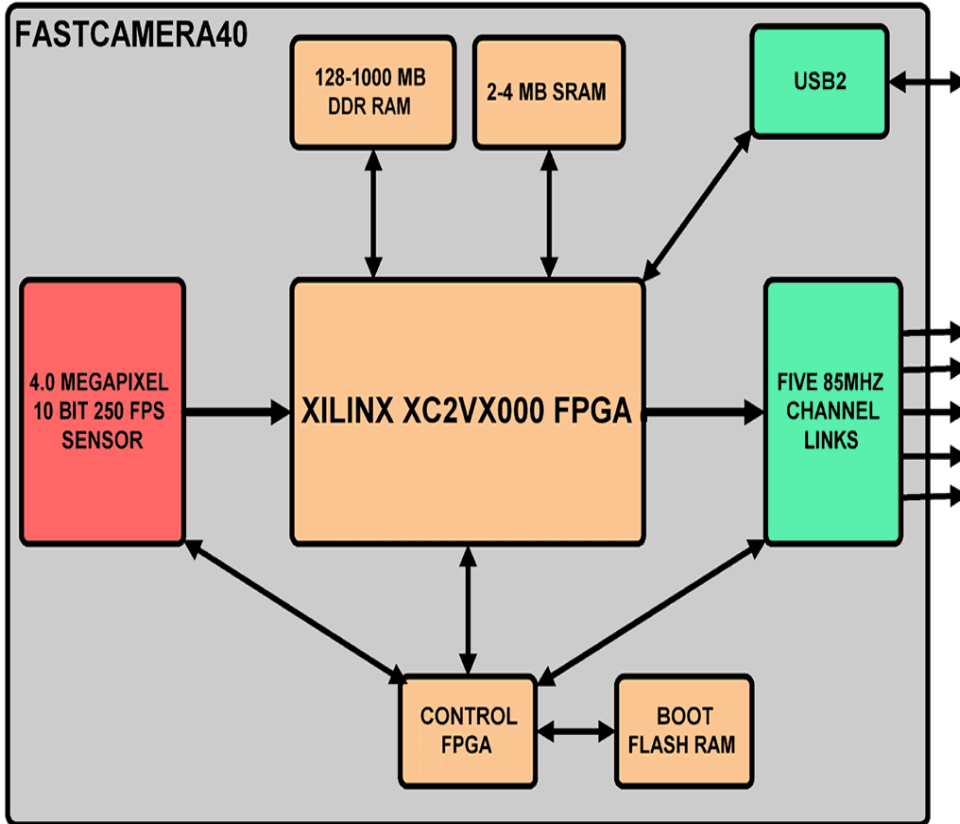 FASTCAMERA40
128-1000 MB
DDR RAM
2-4 MB SRAM
USB2
4.0 MEGAPIXEL
10 BIT 250 FPS
SENSOR
XILINX XC2VX000 FPGA
FIVE 85MHZ
CHANNEL
LINKS
CONTROL
FPGA
BOOT
FLASH RAM